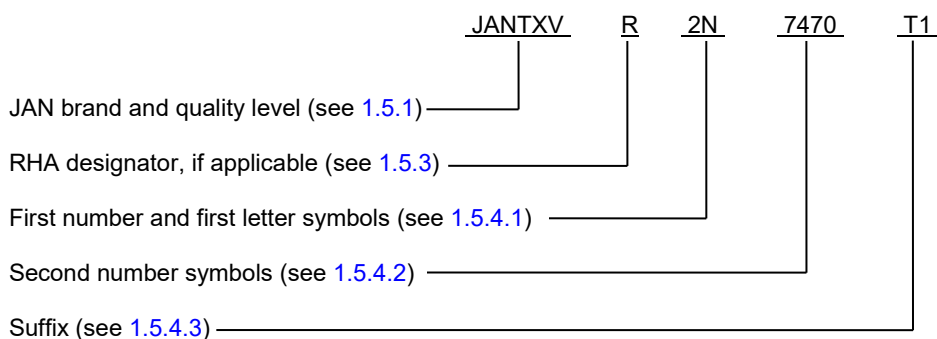 JANTXV R 2N 7470 T1
JAN brand and quality level (see 1.5.1)
RHA designator, if applicable (see 1.5.3)
First number and first letter symbols (see 1.5.4.1)
Second number symbols (see 1.5.4.2)
Suffix (see 1.5.4.3)